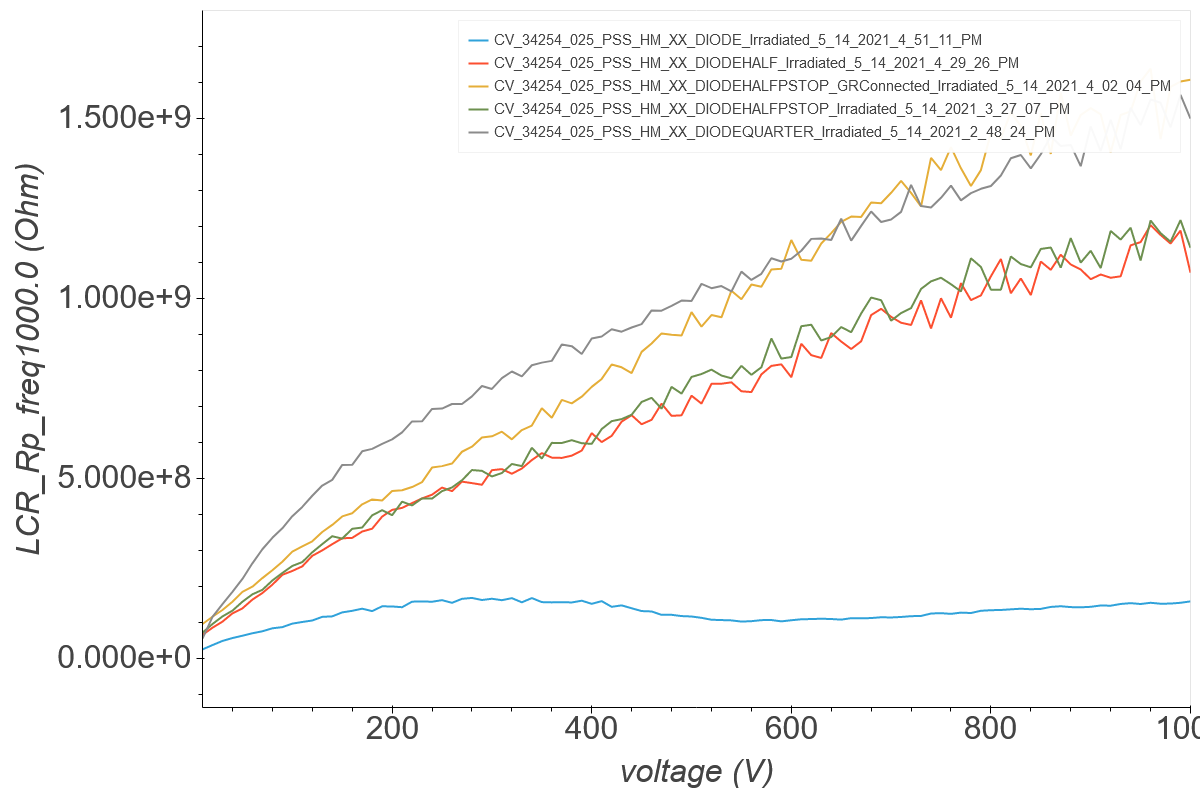 CV_34254_025_PSS_HM_XX_DIODE_Irradiated_5_14_2021_4_51_11_PM
CV_34254_025_PSS_HM_XX_DIODEHALF_Irradiated_5_14_2021_4_29_26_PM
CV_34254_025_PSS_HM_XX_DIODEHALFPSTOP_GRConnected_Irradiated_5_14_2021_4_02_04_PM
CV_34254_025_PSS_HM_XX_DIODEHALFPSTOP_Irradiated_5_14_2021_3_27_07_PM
CV_34254_025_PSS_HM_XX_DIODEQUARTER_Irradiated_5_14_2021_2_48_24_PM
LCR_Rp_freq1000.0 (Ohm)
1.500e+9
1.000e+9
5.000e+8
0.000e+0
200 400 600 800 100
voltage (V)